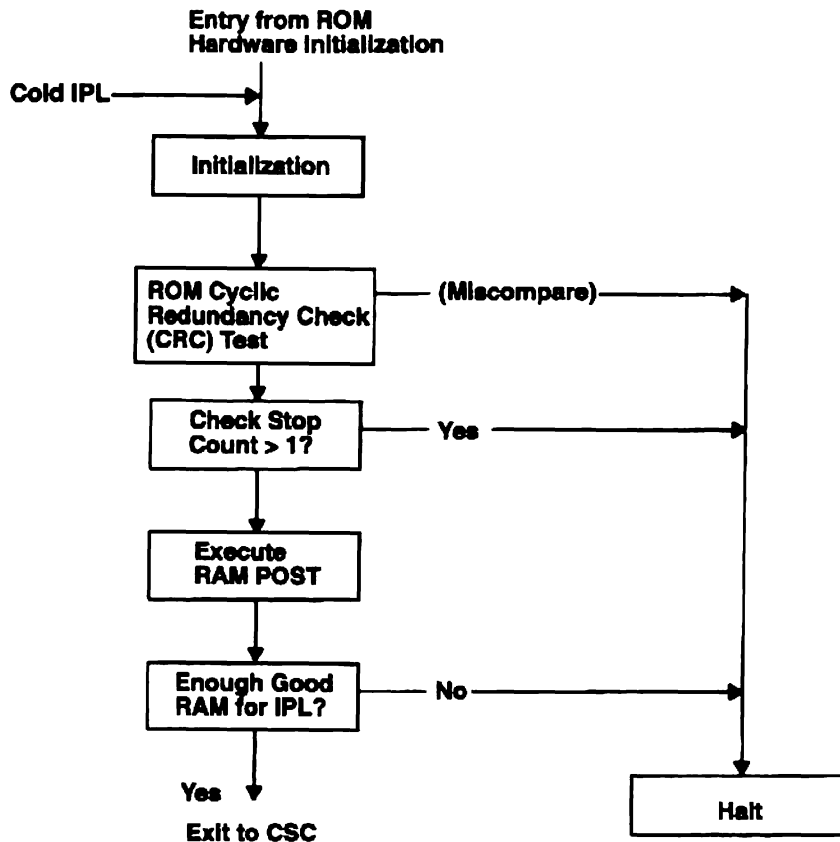 Entry from ROM
Hardware Initialization
Cold IPL
Initialization
ROM Cyclic
Redundancy Check
(CRC) Test
(Miscompare)
Check Stop
Count > 1?
Yes
Execute
RAM POST
Enough Good
RAM for IPL?
No
Yes
Exit to CSC
Halt